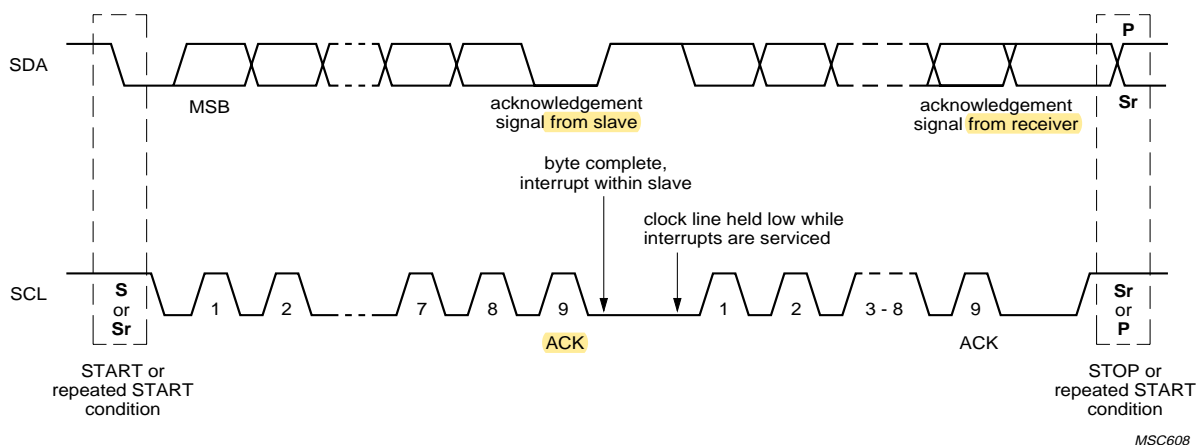 P
SDA
MSB
acknowledgement
signal from slave
acknowledgement
signal from receiver
Sr
byte complete,
interrupt within slave
clock line held low while
interrupts are serviced
SCL
S
or
Sr
1
2
7
8
9
1
2
3 - 8
9
Sr
or
P
ACK
ACK
START or
repeated START
condition
STOP or
repeated START
condition
MSC608